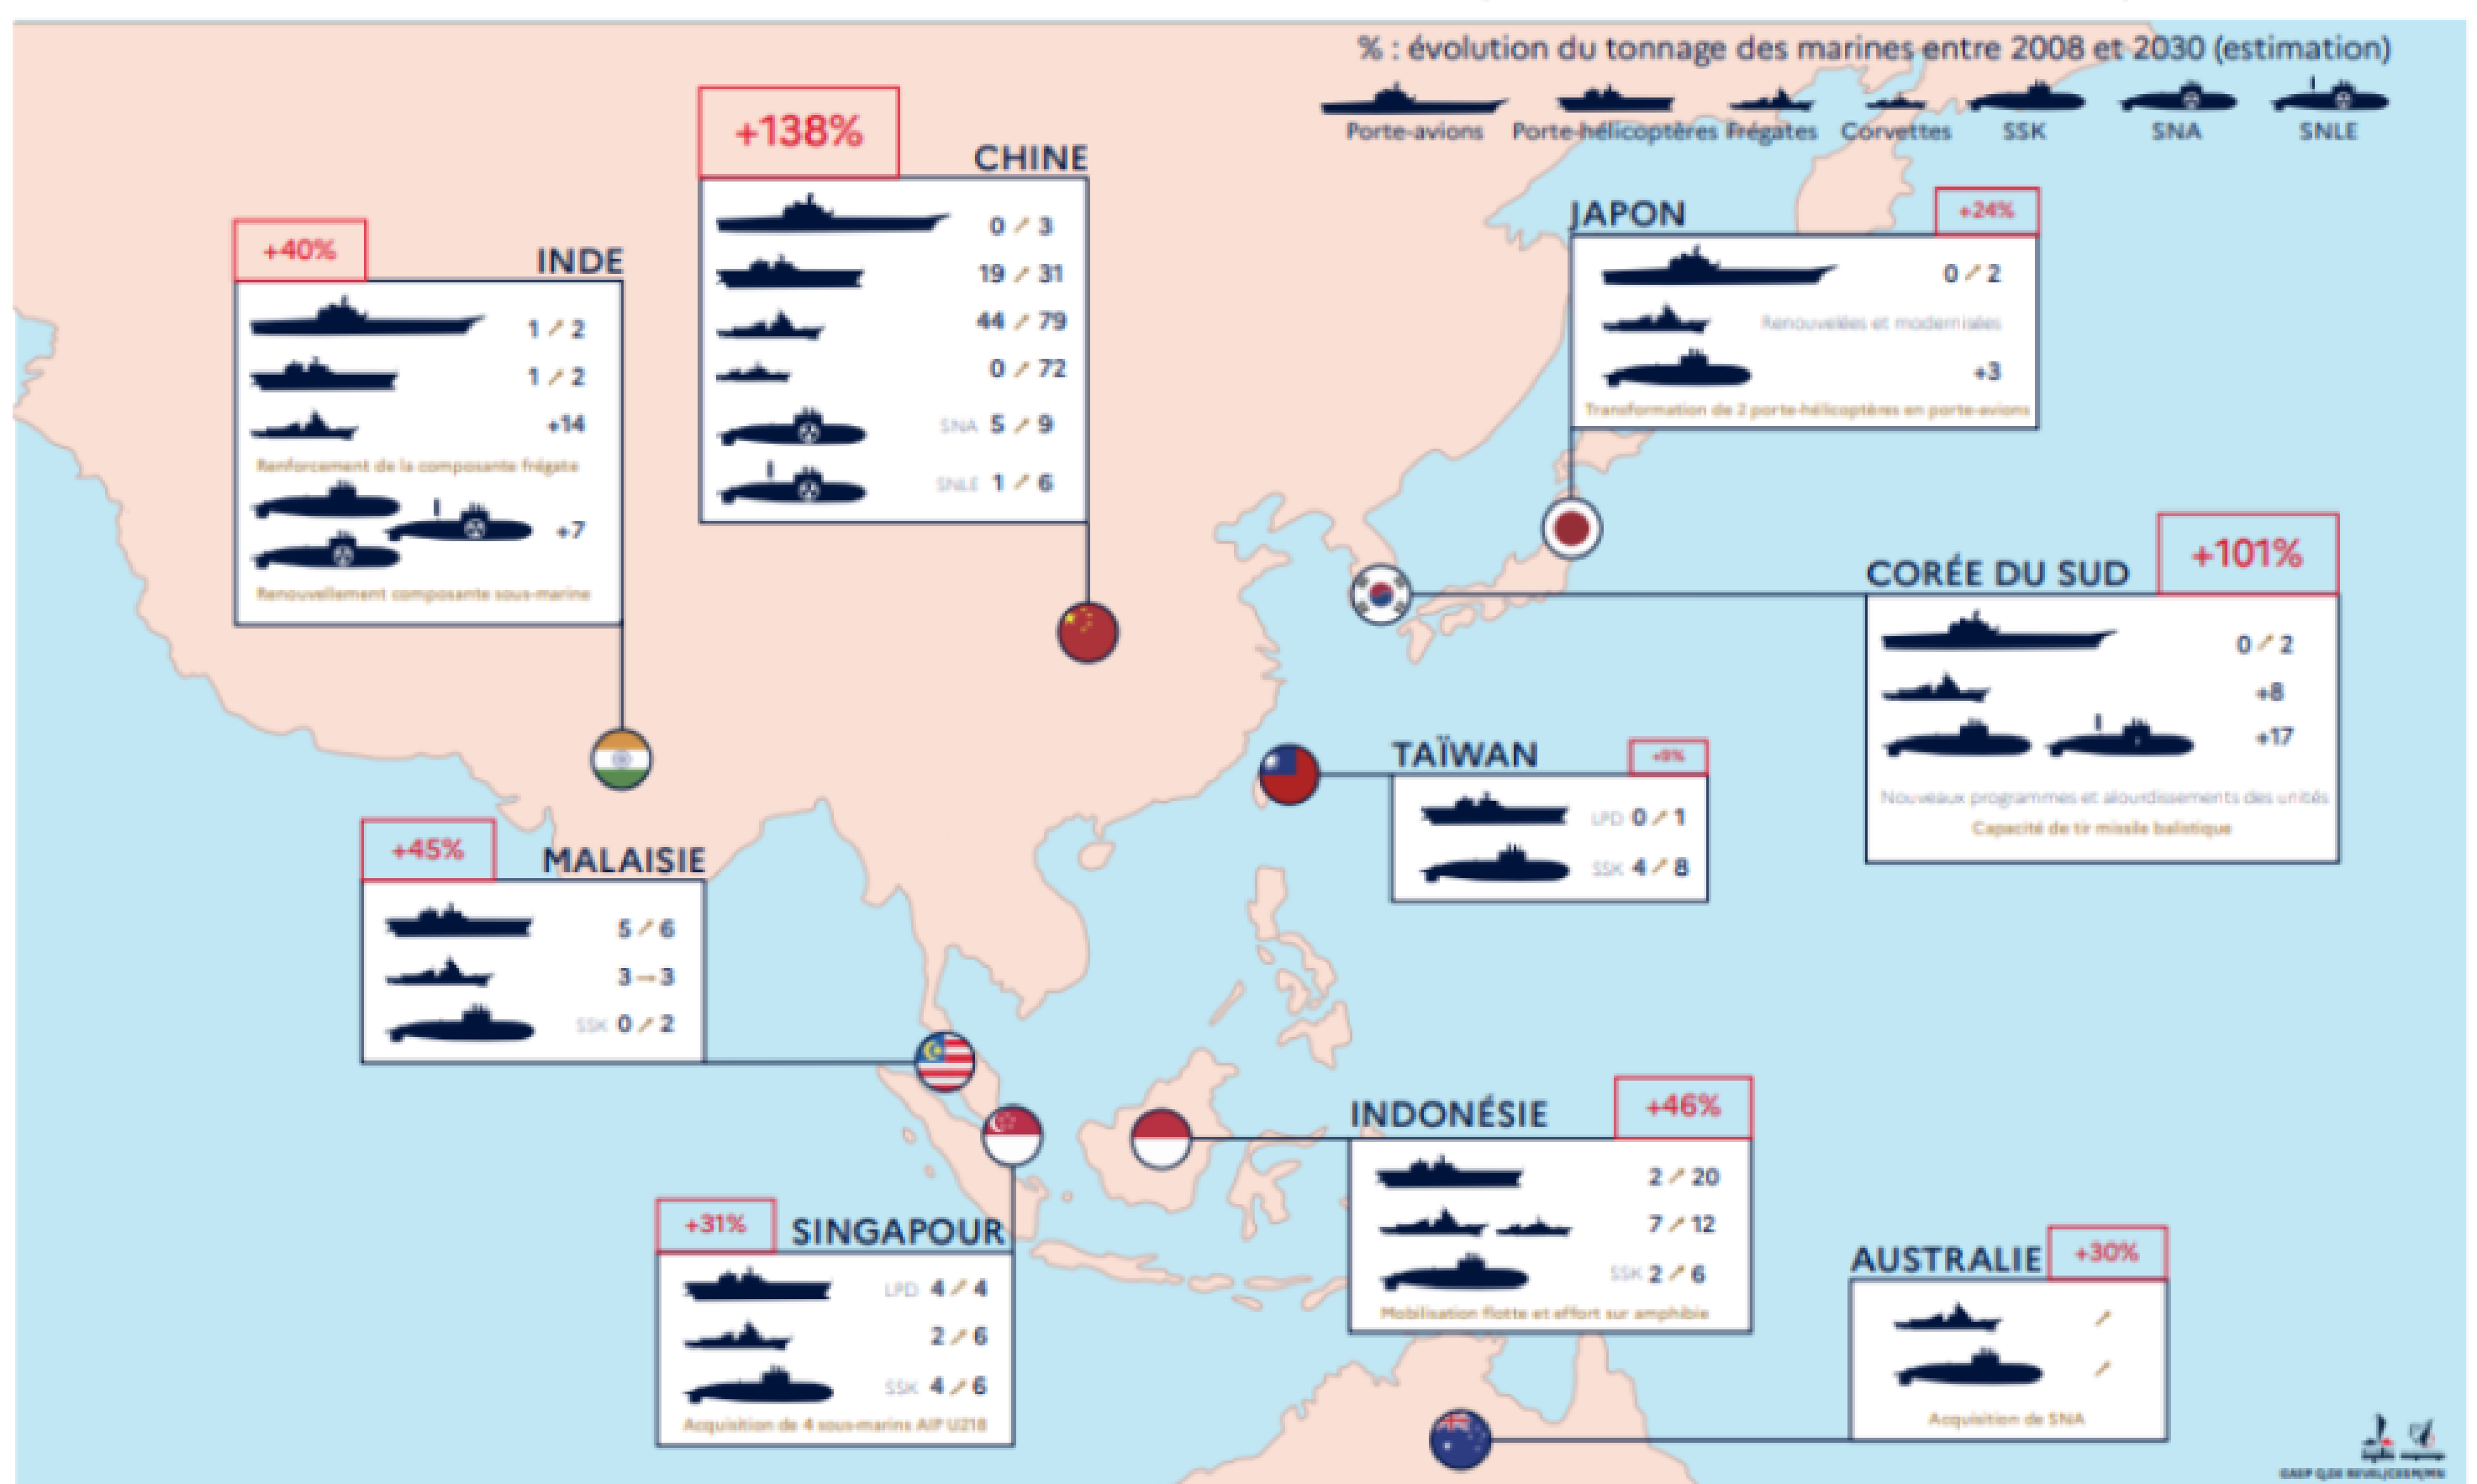 % : évolution du tonnage des marines entre 2008 et 2030 (estimation)
Porte-avions Porte-hélicoptères Frégates Corvettes SSK SNA SNLE
+138%
CHINE
0 / 3
19 / 31
44 / 79
0 / 72
SNA 5 / 9
SNLE 1 / 6
JAPON
+24%
0 / 2
Renouvelées et modernisées
+3
Transformation de 2 porte-hélicoptères en porte-avions
+40%
INDE
1 / 2
1 / 2
+14
Renforcement de la composante frégate
+7
Renouvellement composante sous-marine
CORÉE DU SUD
+101%
0 / 2
+8
+17
Nouveaux programmes et alourdissements des unités
Capacité de tir missile balistique
TAÏWAN
+9%
LPD 0 / 1
SSK 4 / 8
+45%
MALAISIE
5 / 6
3 → 3
SSK 0 / 2
INDONÉSIE
+46%
2 / 20
7 / 12
SSK 2 / 6
Mobilisation flotte et effort sur amphibie
+31%
SINGAPOUR
LPD 4 / 4
2 / 6
SSK 4 / 6
Acquisition de 4 sous-marins AIP U218
AUSTRALIE
+30%
Acquisition de SNA